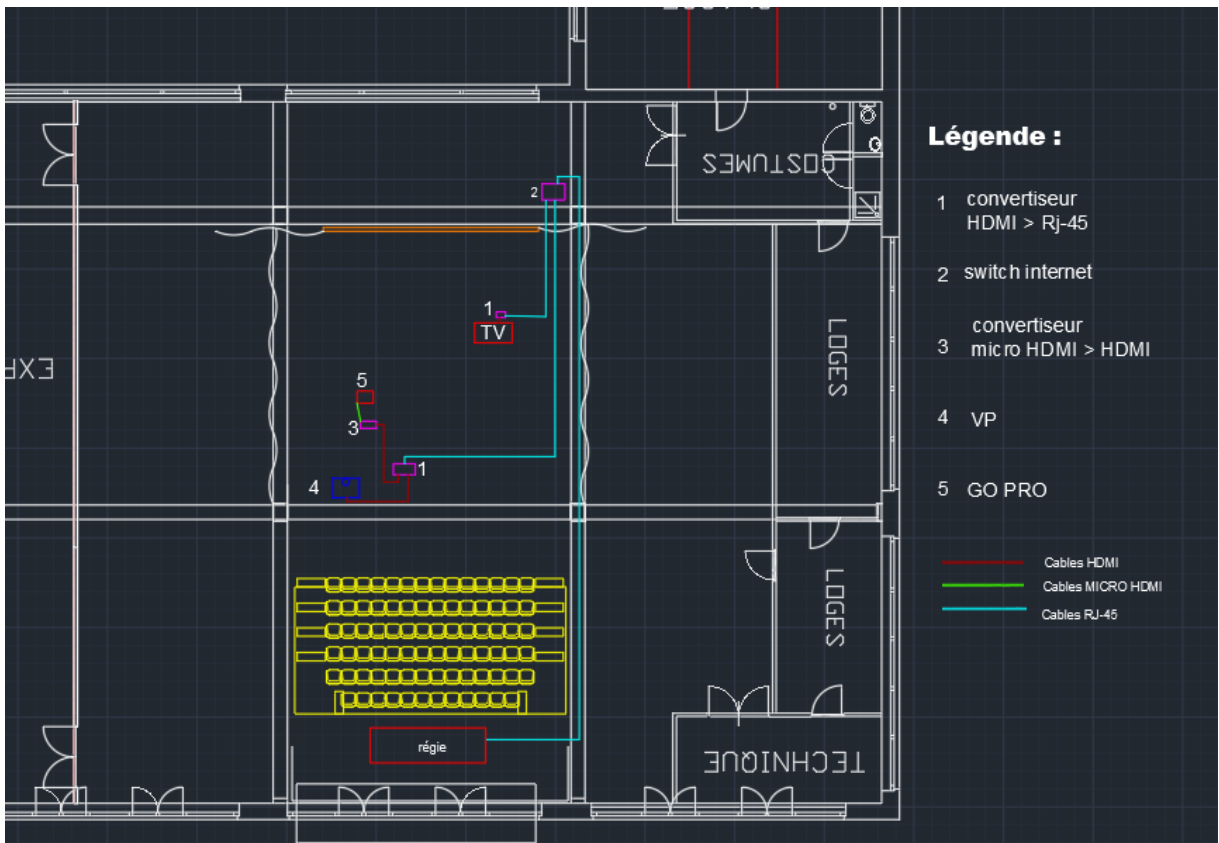 COSTUMES
2
1
TV
5
3
1
4
LOGES
LOGES
TECHNIQUE
régie
Légende :
1 convertiseur
HDMI > Rj-45
2 switch internet
convertiseur
3 micro HDMI > HDMI
4 VP
5 GO PRO
Cables HDMI
Cables MICRO HDMI
Cables RJ-45